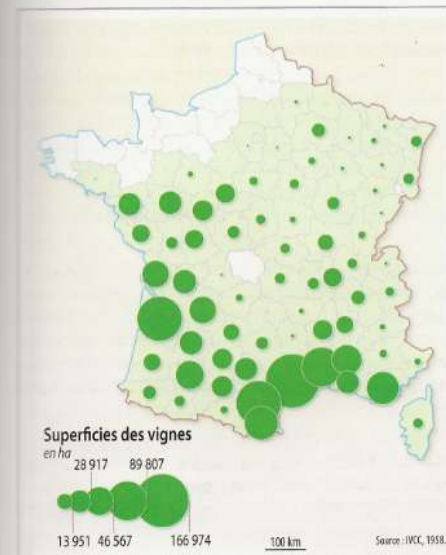 Superficies des vignes
en ha
28 917 89 807
13 951 46 567 166 974
100 km
Source : IVCC, 1958.